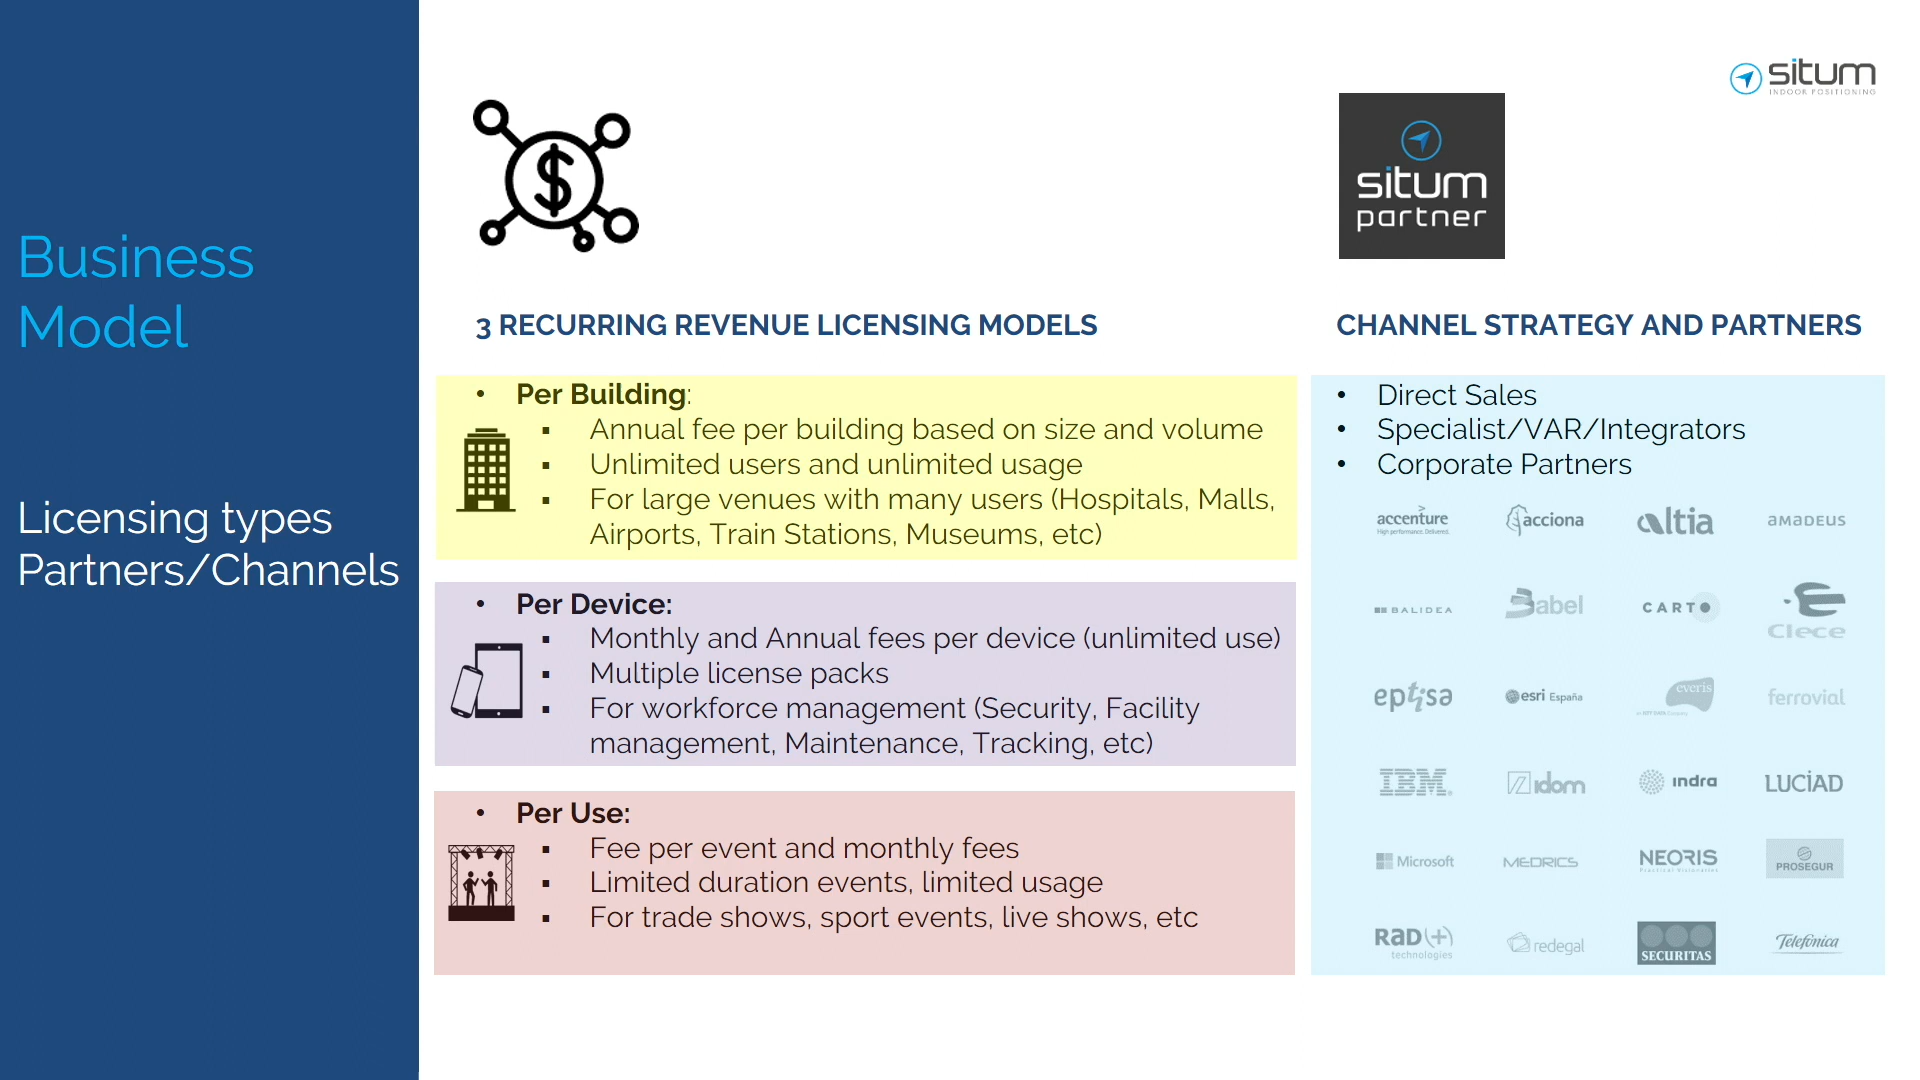 Business
Model
Licensing types
Partners/Channels
situm
INDOOR POSITIONING
situm
partner
3 RECURRING REVENUE LICENSING MODELS
• Per Building:
▪ Annual fee per building based on size and volume
▪ Unlimited users and unlimited usage
▪ For large venues with many users (Hospitals, Malls,
Airports, Train Stations, Museums, etc)
• Per Device:
▪ Monthly and Annual fees per device (unlimited use)
▪ Multiple license packs
▪ For workforce management (Security, Facility
management, Maintenance, Tracking, etc)
• Per Use:
▪ Fee per event and monthly fees
▪ Limited duration events, limited usage
▪ For trade shows, sport events, live shows, etc
CHANNEL STRATEGY AND PARTNERS
• Direct Sales
• Specialist/VAR/Integrators
• Corporate Partners
accenture
High performance. Delivered.
acciona
altia
amadeus
BALIDEA
Babel
CARTO
Clece
eptisa
esri España
everis
ferrovial
IBM
idom
indra
LUCIAD
Microsoft
MEDRICS
NEORIS
Practical Visionaries
PROSEGUR
RaD(+)
technologies
redegal
SECURITAS
Telefónica